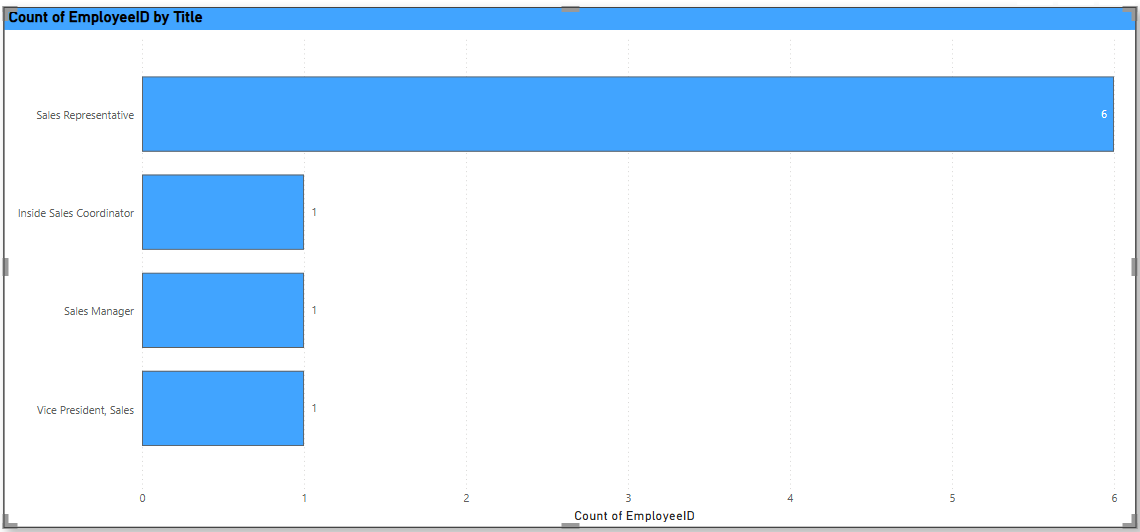 Count of EmployeeID by Title
Sales Representative
6
Inside Sales Coordinator
1
Sales Manager
1
Vice President, Sales
1
0 1 2 3 4 5 6
Count of EmployeeID